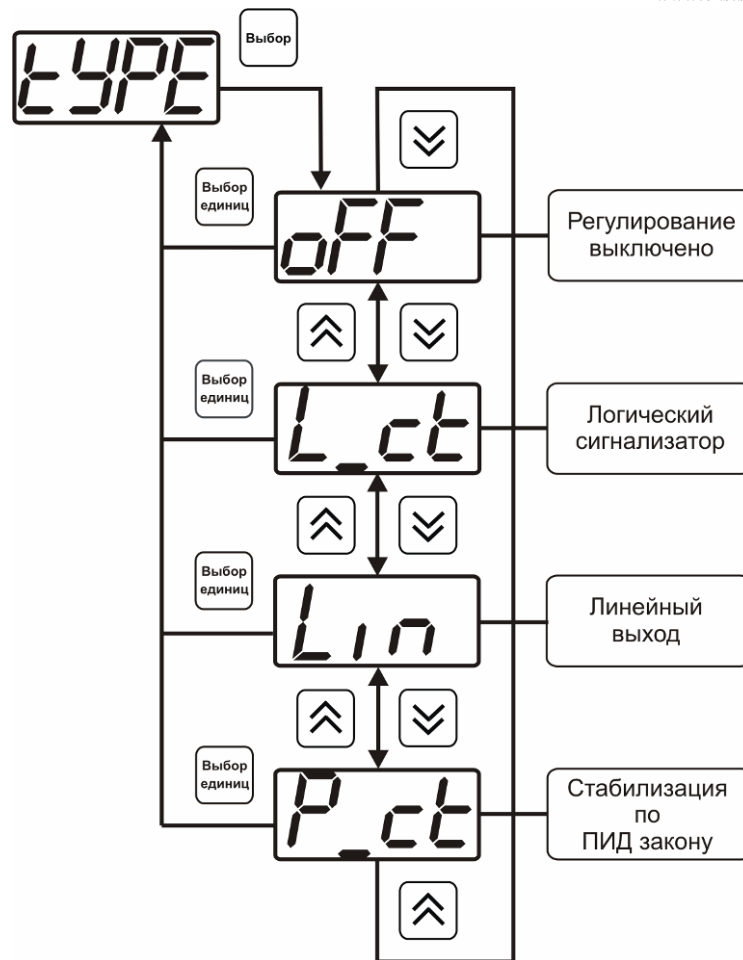 Выбор
tYPE
Выбор
единиц
oFF
Регулирование
выключено
Выбор
единиц
L_ct
Логический
сигнализатор
Выбор
единиц
Lın
Линейный
выход
Выбор
единиц
P_ct
Стабилизация
по
ПИД закону